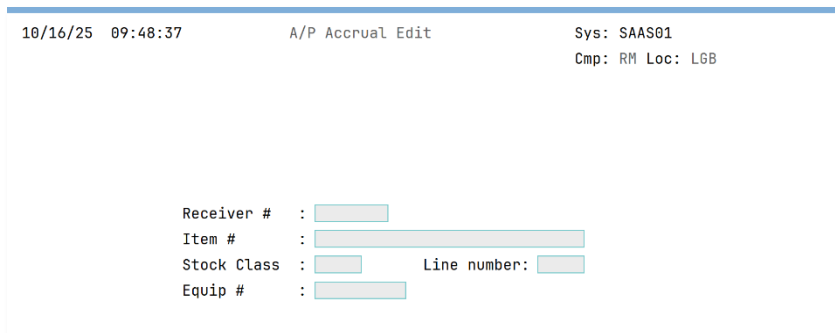 10/16/25 09:48:37 A/P Accrual Edit Sys: SAAS01
Cmp: RM Loc: LGB
Receiver # :
Item # :
Stock Class : Line number:
Equip # :